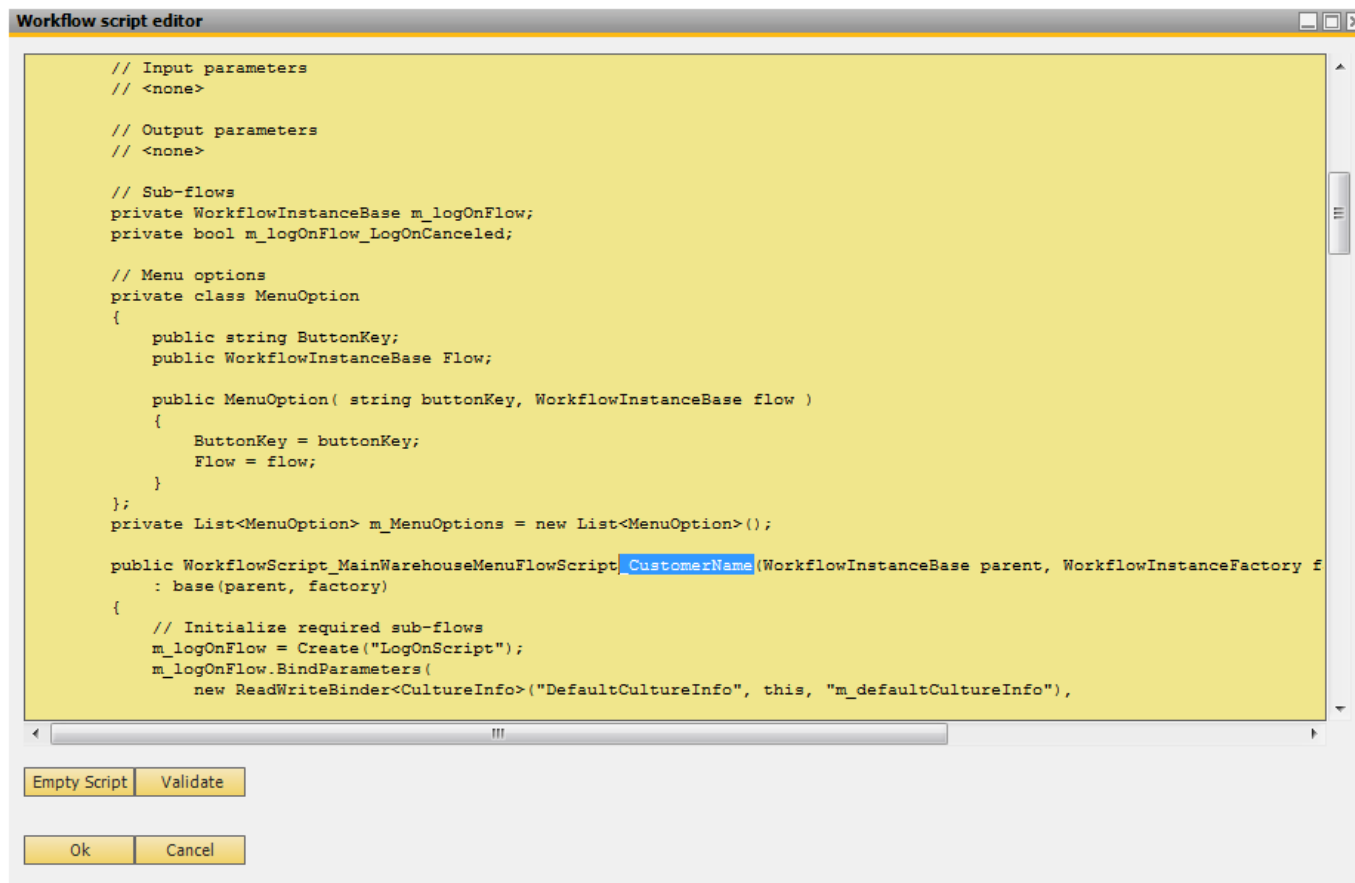 Workflow script editor
// Input parameters
// <none>
// Output parameters
// <none>
// Sub-flows
private WorkflowInstanceBase m_logOnFlow;
private bool m_logOnFlow_LogOnCanceled;
// Menu options
private class MenuOption
{
public string ButtonKey;
public WorkflowInstanceBase Flow;
public MenuOption( string buttonKey, WorkflowInstanceBase flow )
{
ButtonKey = buttonKey;
Flow = flow;
}
};
private List<MenuOption> m_MenuOptions = new List<MenuOption>();
public WorkflowScript_MainWarehouseMenuFlowScript_CustomerName(WorkflowInstanceBase parent, WorkflowInstanceFactory f
: base(parent, factory)
{
// Initialize required sub-flows
m_logOnFlow = Create("LogOnScript");
m_logOnFlow.BindParameters(
new ReadWriteBinder<CultureInfo>("DefaultCultureInfo", this, "m_defaultCultureInfo"),
Empty Script Validate
Ok Cancel